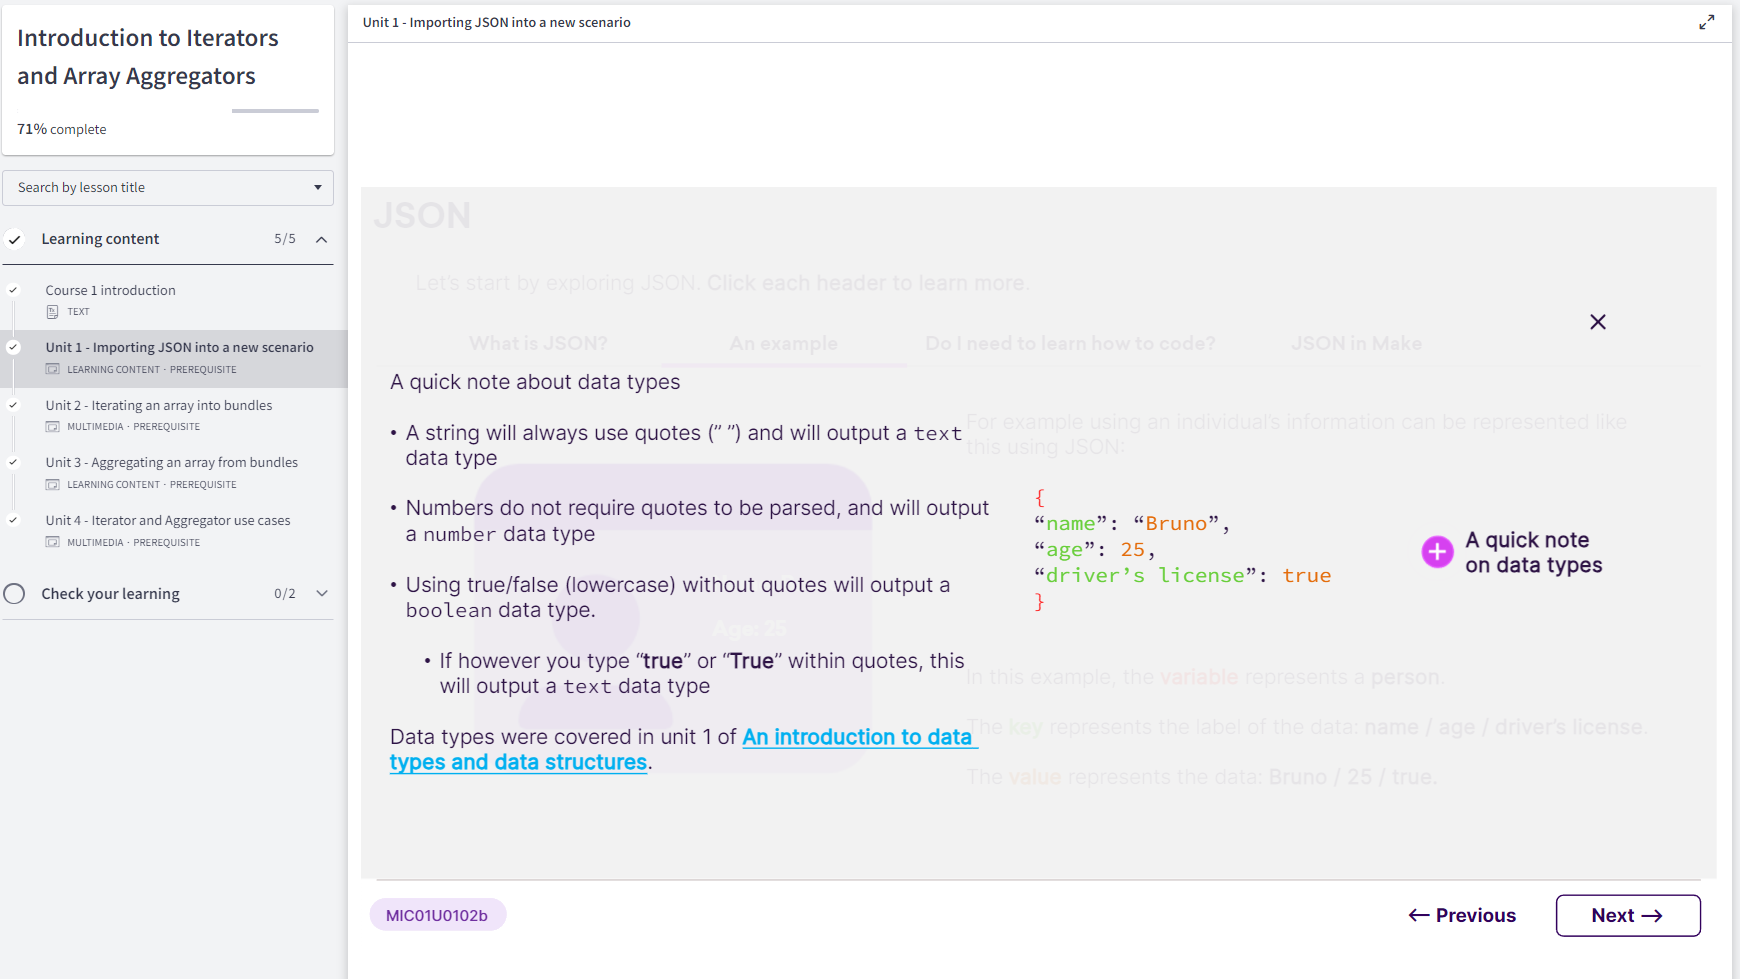 Introduction to Iterators
and Array Aggregators
71% complete
Search by lesson title
Learning content 5/5
Course 1 introduction
TEXT
Unit 1 - Importing JSON into a new scenario
LEARNING CONTENT · PREREQUISITE
Unit 2 - Iterating an array into bundles
MULTIMEDIA · PREREQUISITE
Unit 3 - Aggregating an array from bundles
LEARNING CONTENT · PREREQUISITE
Unit 4 - Iterator and Aggregator use cases
MULTIMEDIA · PREREQUISITE
Check your learning 0/2
Unit 1 - Importing JSON into a new scenario
JSON
Let's start by exploring JSON. Click each header to learn more.
What is JSON? An example Do I need to learn how to code? JSON in Make
A quick note about data types
• A string will always use quotes (” ”) and will output a text
data type
• Numbers do not require quotes to be parsed, and will output
a number data type
• Using true/false (lowercase) without quotes will output a
boolean data type.
• If however you type “true” or “True” within quotes, this
will output a text data type
Data types were covered in unit 1 of An introduction to data
types and data structures.
Age: 25
For example using an individual's information can be represented like
this using JSON:
{
“name”: “Bruno”,
“age”: 25,
“driver’s license”: true
}
A quick note
on data types
In this example, the variable represents a person.
The key represents the label of the data: name / age / driver's license.
The value represents the data: Bruno / 25 / true.
MIC01U0102b
← Previous
Next →